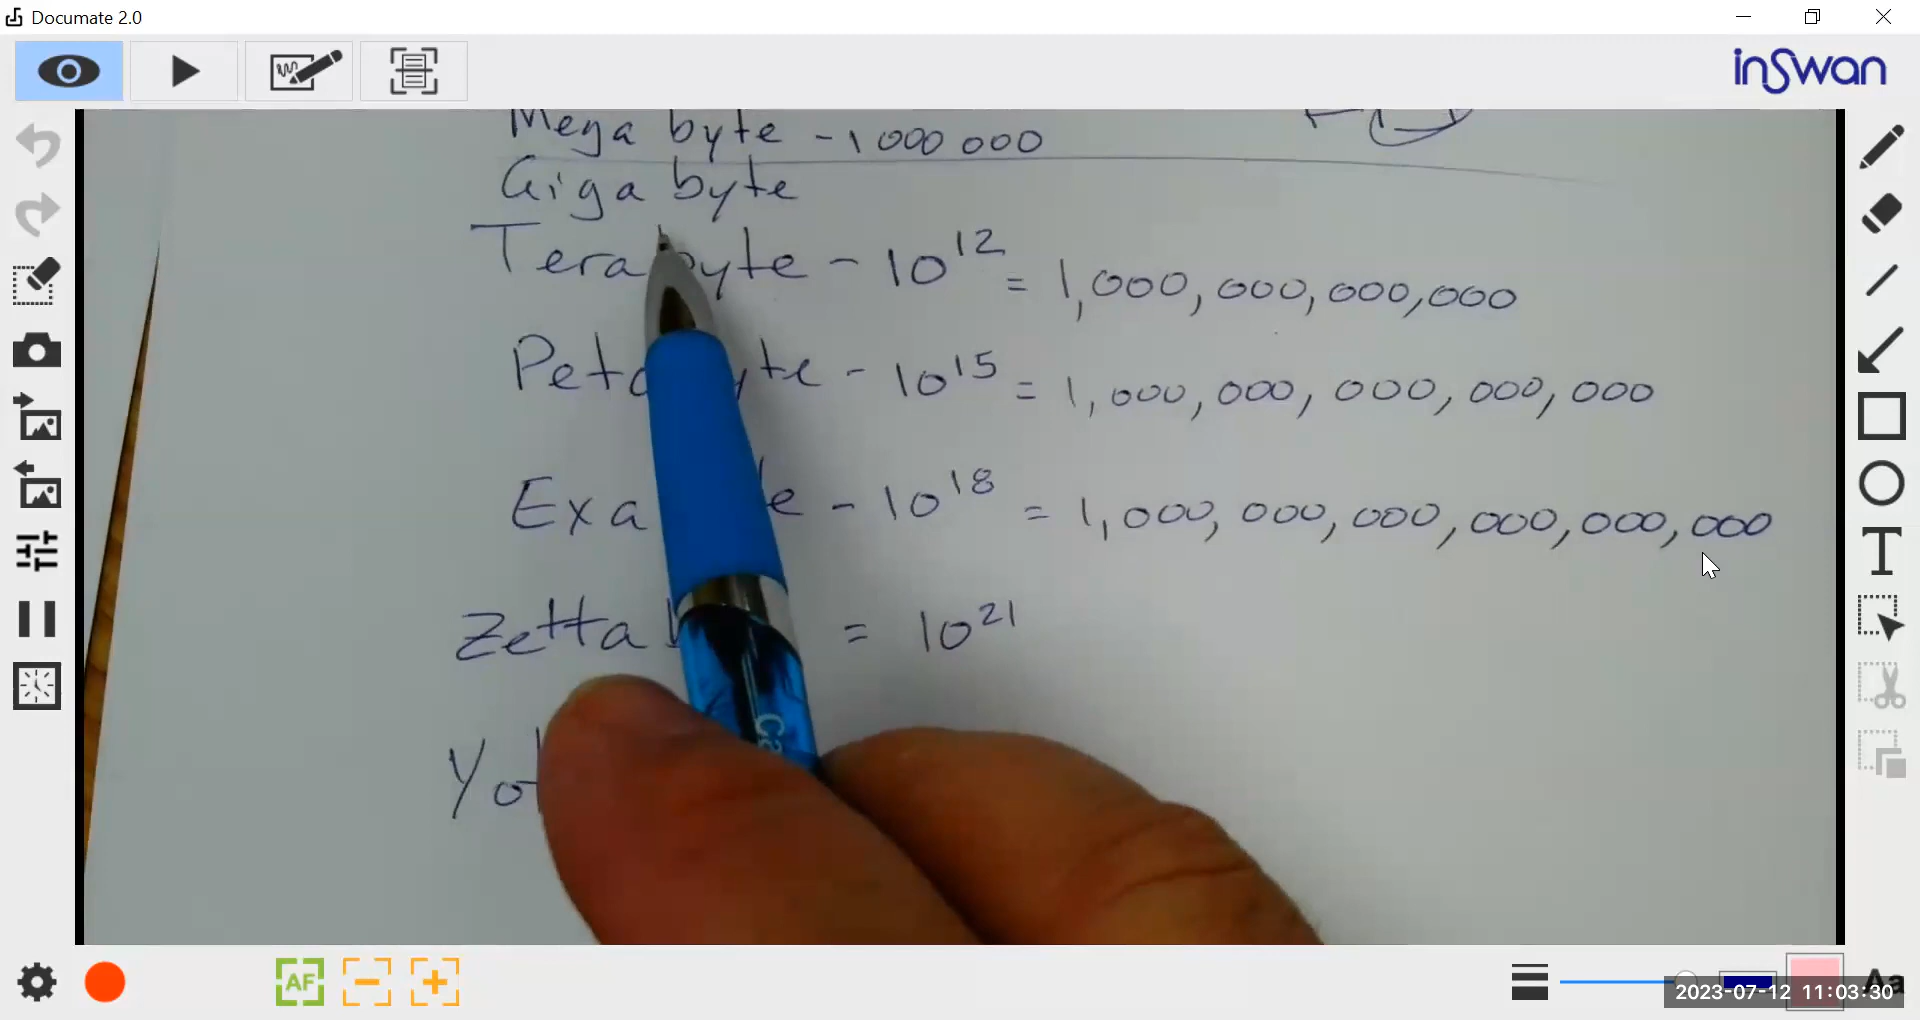 Documate 2.0
inSwan
Mega byte - 1 000 000
Giga byte
Tera byte - 10^12 = 1,000,000,000,000
- 10^15 = 1,000,000,000,000,000
Exa - 10^18 = 1,000,000,000,000,000,000
Zetta = 10^21
T
AF
Aa
2023-07-12 11:03:30